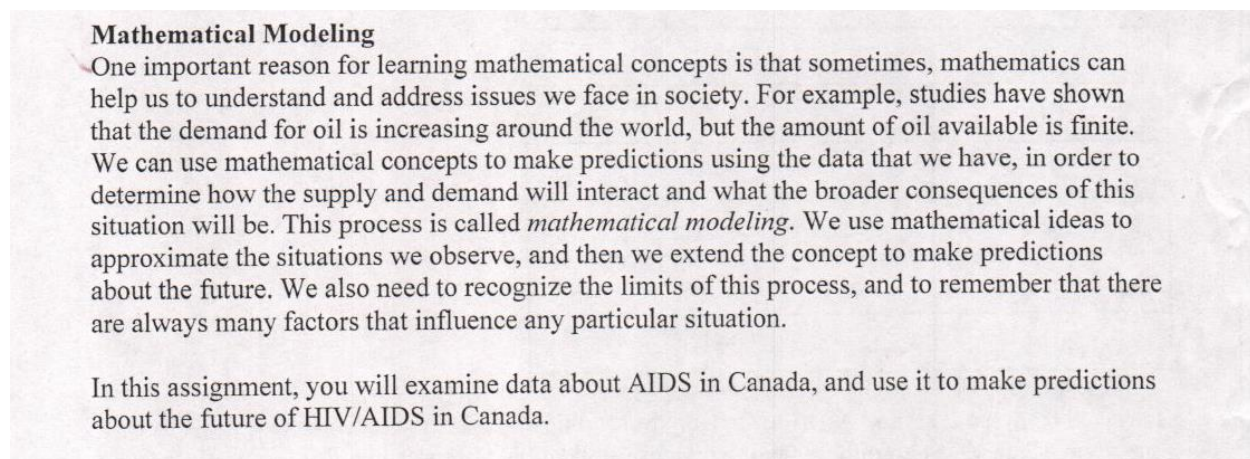 Mathematical Modeling
One important reason for learning mathematical concepts is that sometimes, mathematics can
help us to understand and address issues we face in society. For example, studies have shown
that the demand for oil is increasing around the world, but the amount of oil available is finite.
We can use mathematical concepts to make predictions using the data that we have, in order to
determine how the supply and demand will interact and what the broader consequences of this
situation will be. This process is called mathematical modeling. We use mathematical ideas to
approximate the situations we observe, and then we extend the concept to make predictions
about the future. We also need to recognize the limits of this process, and to remember that there
are always many factors that influence any particular situation.
In this assignment, you will examine data about AIDS in Canada, and use it to make predictions
about the future of HIV/AIDS in Canada.